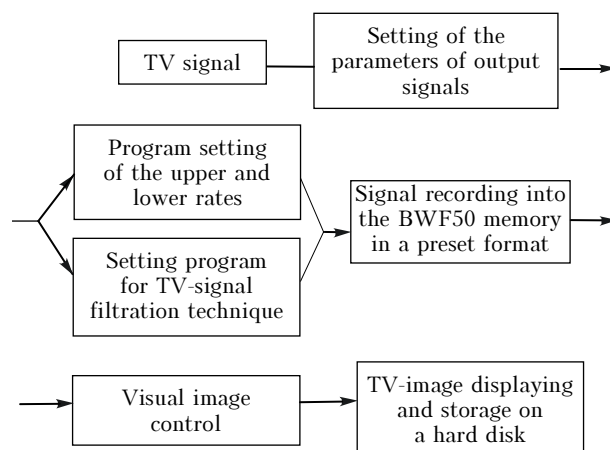 TV signal
Setting of the
parameters of output
signals
Program setting
of the upper and
lower rates
Setting program
for TV-signal
filtration technique
Signal recording into
the BWF50 memory
in a preset format
Visual image
control
TV-image displaying
and storage on
a hard disk